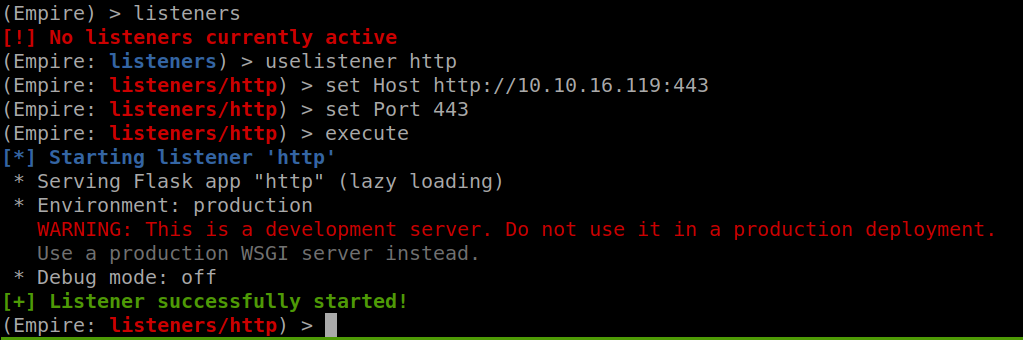 (Empire) > listeners
[!] No listeners currently active
(Empire: listeners) > uselistener http
(Empire: listeners/http) > set Host http://10.10.16.119:443
(Empire: listeners/http) > set Port 443
(Empire: listeners/http) > execute
[*] Starting listener 'http'
 * Serving Flask app "http" (lazy loading)
 * Environment: production
   WARNING: This is a development server. Do not use it in a production deployment.
   Use a production WSGI server instead.
 * Debug mode: off
[+] Listener successfully started!
(Empire: listeners/http) >